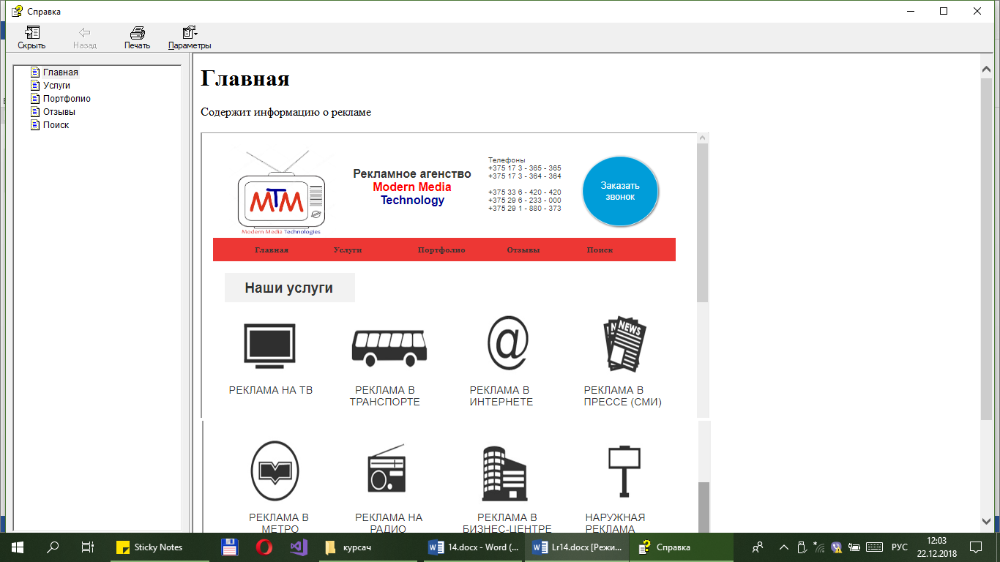 Справка
Скрыть
Назад
Печать
Параметры
Главная
Услуги
Портфолио
Отзывы
Поиск
Главная
Содержит информацию о рекламе
MTM
Modern Media Technologies
Рекламное агенство
Modern Media
Technology
Телефоны
+375 17 3 - 365 - 365
+375 17 3 - 364 - 364
+375 33 6 - 420 - 420
+375 29 6 - 233 - 000
+375 29 1 - 880 - 373
Заказать
звонок
Главная Услуги Портфолио Отзывы Поиск
Наши услуги
NEWS
РЕКЛАМА НА ТВ
РЕКЛАМА В
ТРАНСПОРТЕ
РЕКЛАМА В
ИНТЕРНЕТЕ
РЕКЛАМА В
ПРЕССЕ (СМИ)
РЕКЛАМА В
МЕТРО
РЕКЛАМА НА
РАДИО
РЕКЛАМА В
БИЗНЕС-ЦЕНТРЕ
НАРУЖНАЯ
РЕКЛАМА
Sticky Notes
курсач
14.docx - Word (...
Lr14.docx [Режи...
Справка
РУС
12:03
22.12.2018